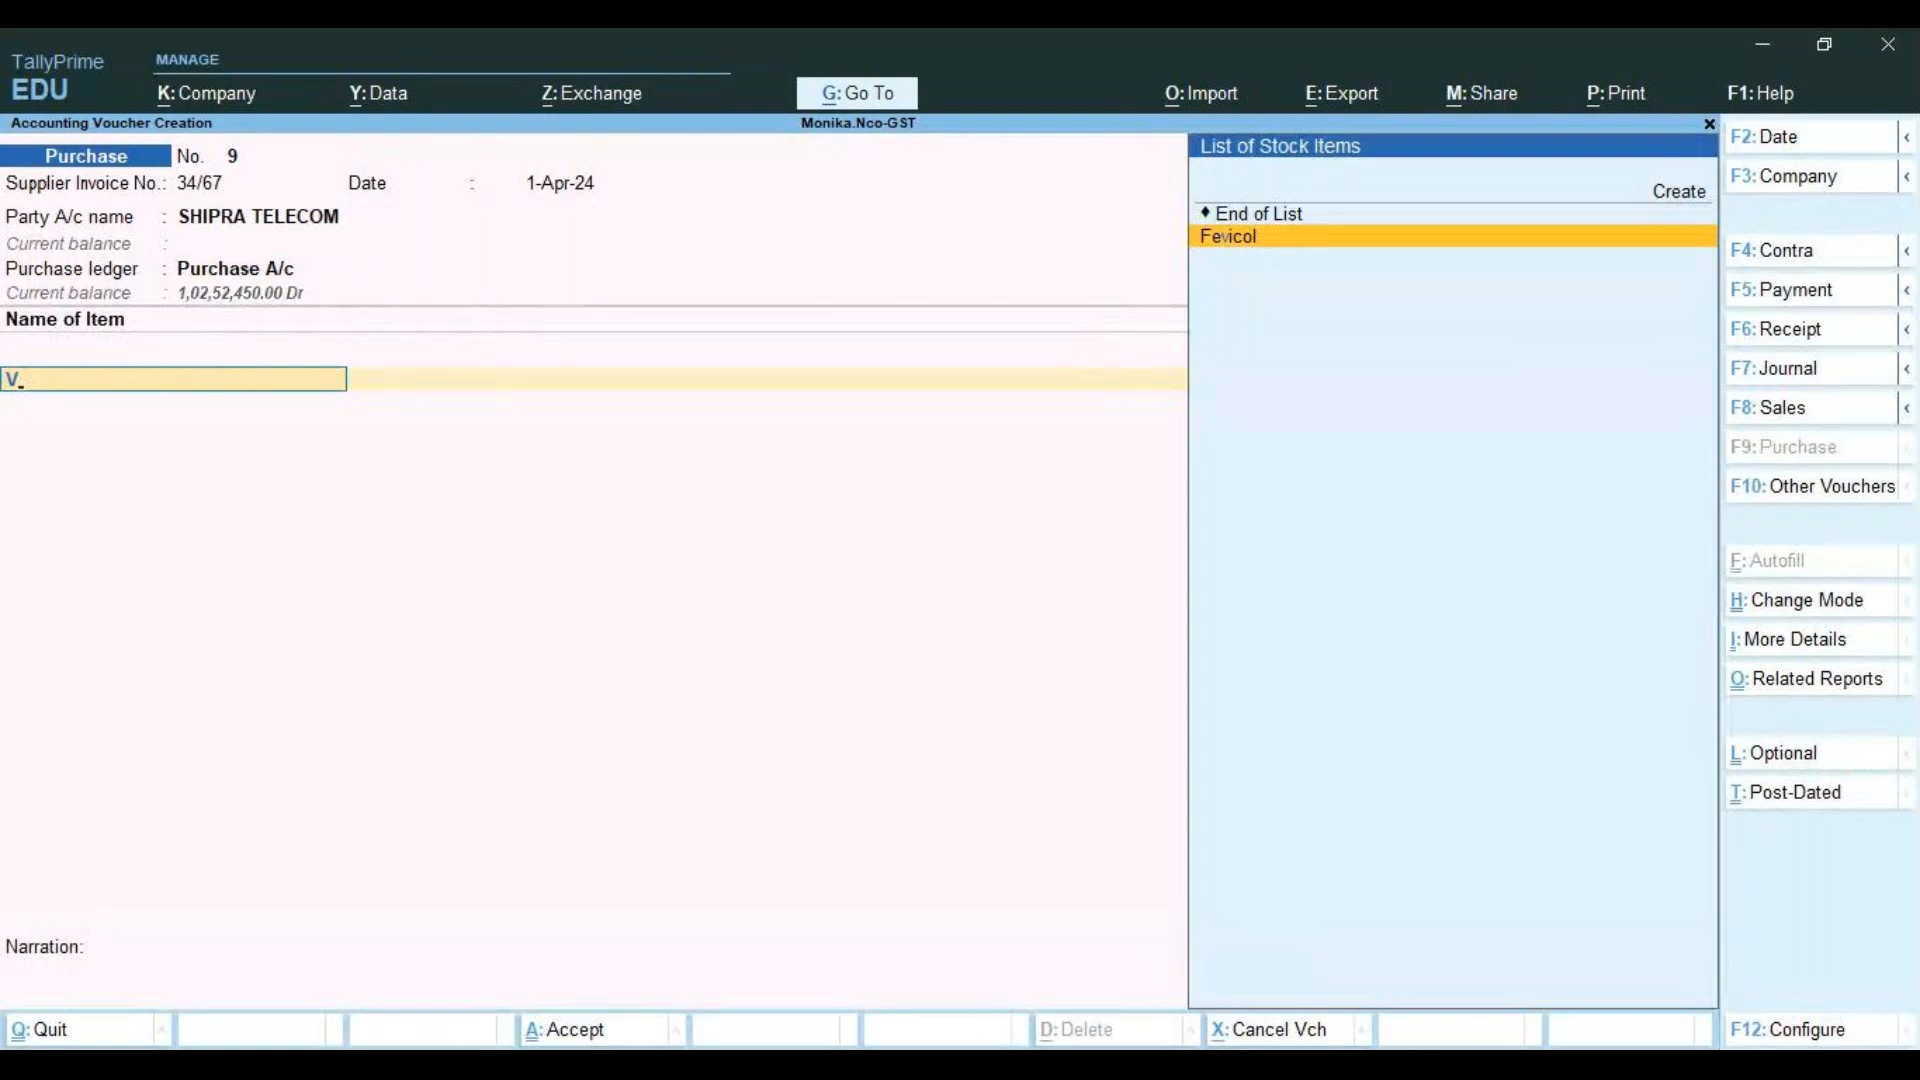 TallyPrime
EDU
MANAGE
K: Company
Y: Data
Z: Exchange
G: Go To
O: Import
E: Export
M: Share
P: Print
F1: Help
Accounting Voucher Creation
Monika.Nco-GST
Purchase No. 9
Supplier Invoice No.: 34/67 Date : 1-Apr-24
Party A/c name : SHIPRA TELECOM
Current balance :
Purchase ledger : Purchase A/c
Current balance : 1,02,52,450.00 Dr
Name of Item
V
Narration:
List of Stock Items
Create
♦ End of List
Fevicol
F2: Date
F3: Company
F4: Contra
F5: Payment
F6: Receipt
F7: Journal
F8: Sales
F9: Purchase
F10: Other Vouchers
F: Autofill
H: Change Mode
I: More Details
O: Related Reports
L: Optional
T: Post-Dated
Q: Quit
A: Accept
D: Delete
X: Cancel Vch
F12: Configure